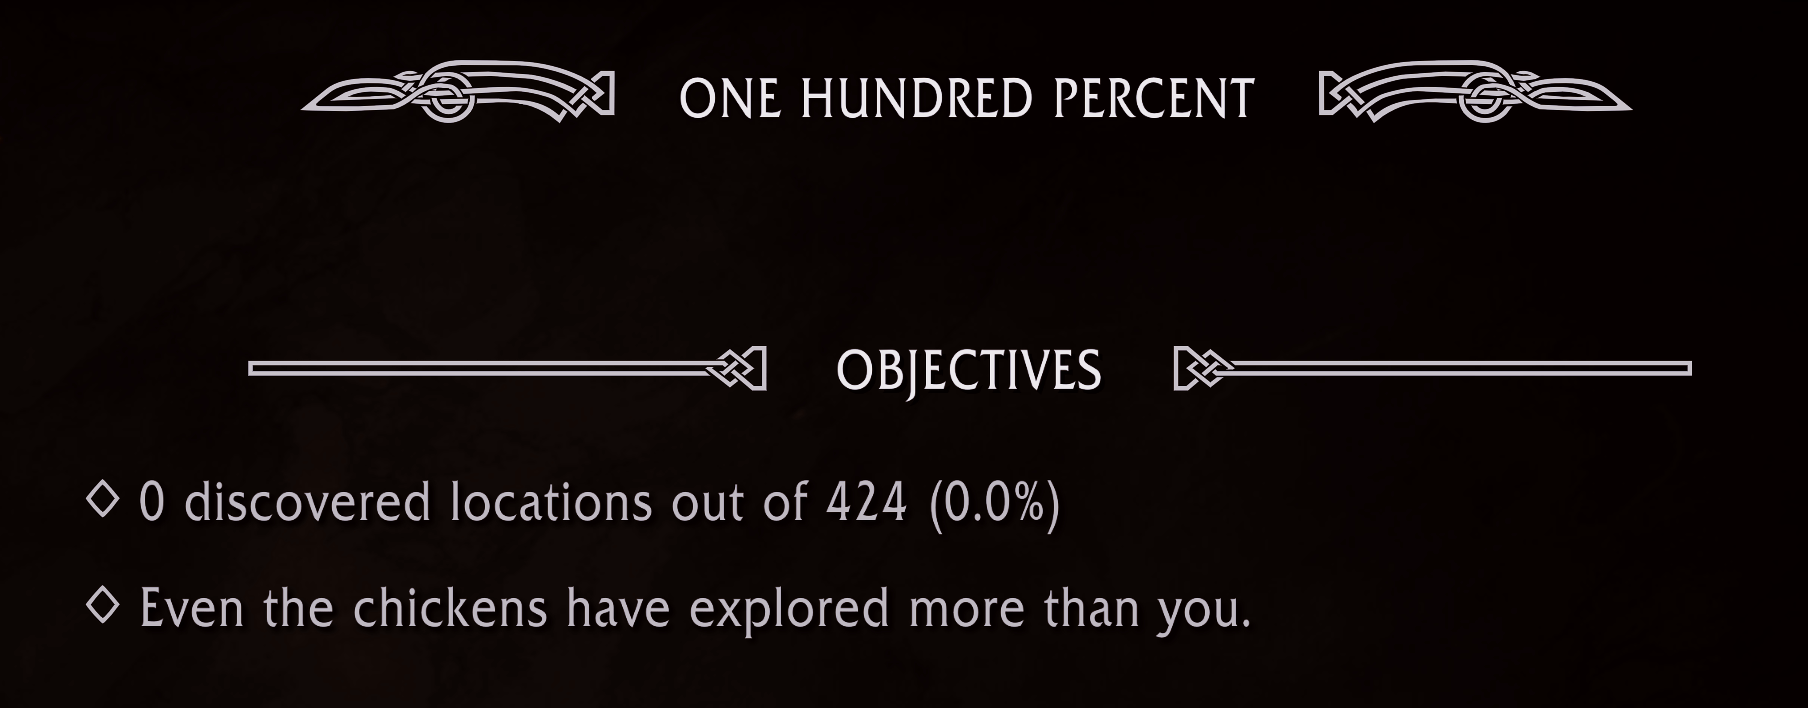 ONE HUNDRED PERCENT
OBJECTIVES
0 discovered locations out of 424 (0.0%)
Even the chickens have explored more than you.